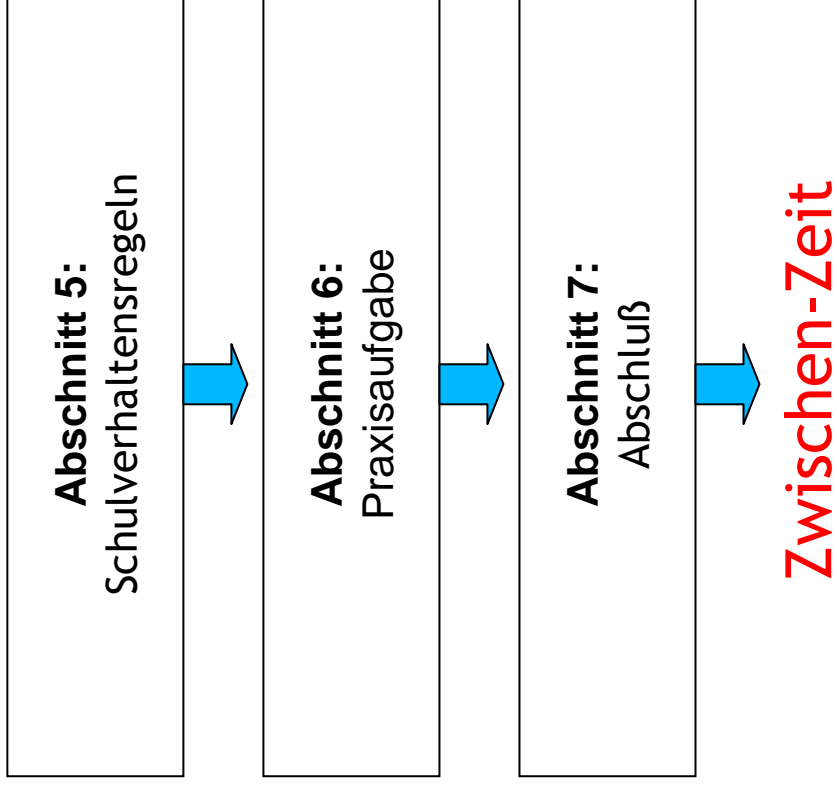 Abschnitt 5:
Schulverhaltensregeln
Abschnitt 6:
Praxisaufgabe
Abschnitt 7:
Abschluß
Zwischen-Zeit